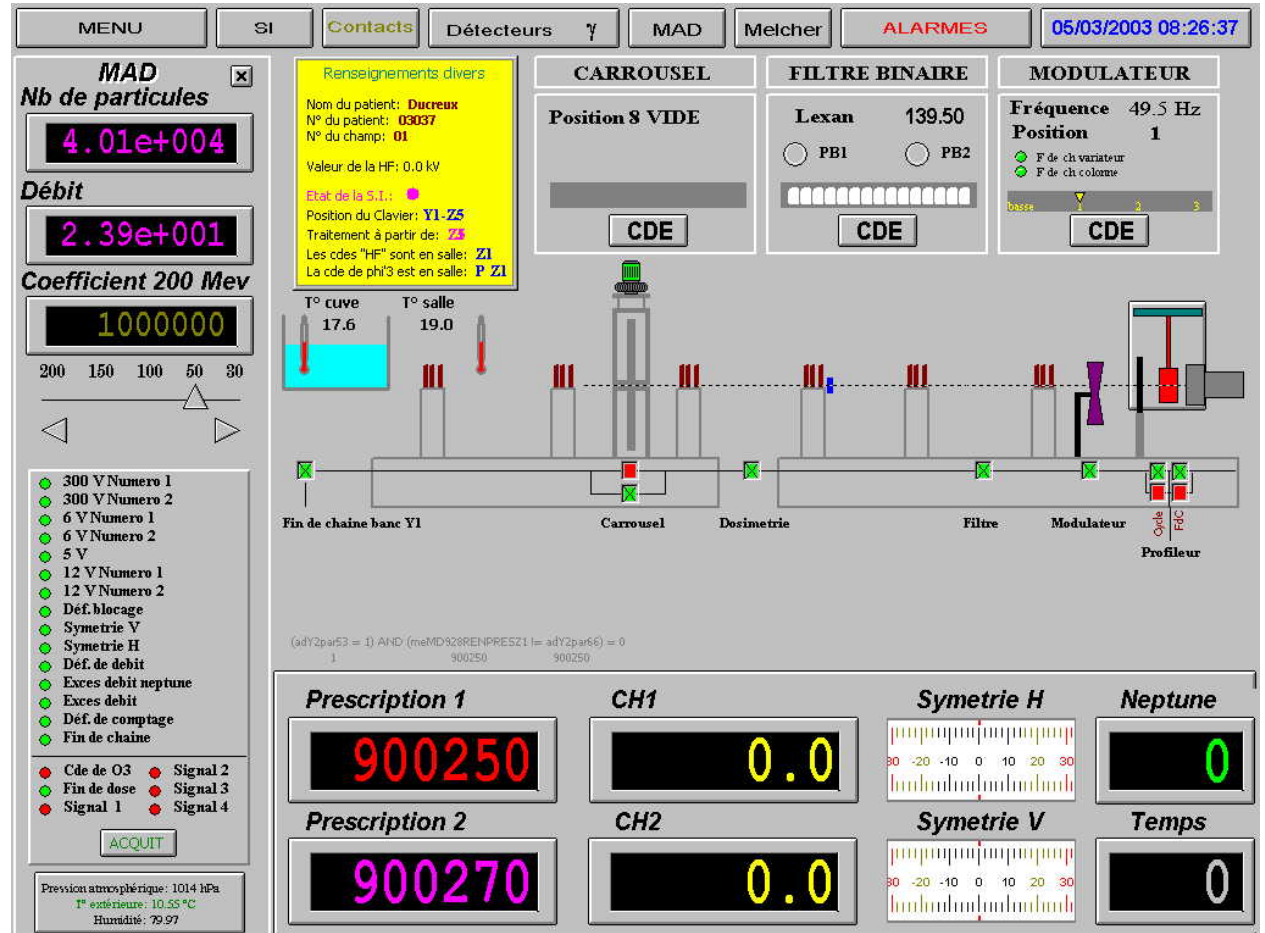 MENU SI Contacts Détecteurs γ MAD Melcher ALARMES 05/03/2003 08:26:37
MAD
Nb de particules
4.01e+004
Débit
2.39e+001
Coefficient 200 Mev
1000000
200 150 100 50 30
300 V Numero 1
300 V Numero 2
6 V Numero 1
6 V Numero 2
5 V
12 V Numero 1
12 V Numero 2
Déf. blocage
Symetrie V
Symetrie H
Déf. de debit
Exces debit neptune
Exces debit
Déf. de comptage
Fin de chaine
Cde de O3 Signal 2
Fin de dose Signal 3
Signal 1 Signal 4
ACQUIT
Pression atmosphérique: 1014 hPa
T° extérieure: 10.55 °C
Humidité: 79.97
Renseignements divers
Nom du patient: Ducreux
N° du patient: 03037
N° du champ: 01
Valeur de la HF: 0.0 kV
Etat de la S.I.:
Position du Clavier: Y1-Z5
Traitement à partir de: Z5
Les cdes "HF" sont en salle: Z1
La cde de phi'3 est en salle: P Z1
CARROUSEL
Position 8 VIDE
CDE
FILTRE BINAIRE
Lexan 139.50
PB1 PB2
CDE
MODULATEUR
Fréquence 49.5 Hz
Position 1
F de ch variateur
F de ch colonne
basse 1 2 3
CDE
T° cuve T° salle
17.6 19.0
Fin de chaine banc Y1 Carrousel Dosimetrie Filtre Modulateur Cycle FdC
Profileur
(adY2par53 = 1) AND (meMD928RENPRESZ1 != adY2par66) = 0
1 900250 900250
Prescription 1 CH1 Symetrie H Neptune
900250 0.0 30 -20 -10 0 10 20 30 0
Prescription 2 CH2 Symetrie V Temps
900270 0.0 30 -20 -10 0 10 20 30 0